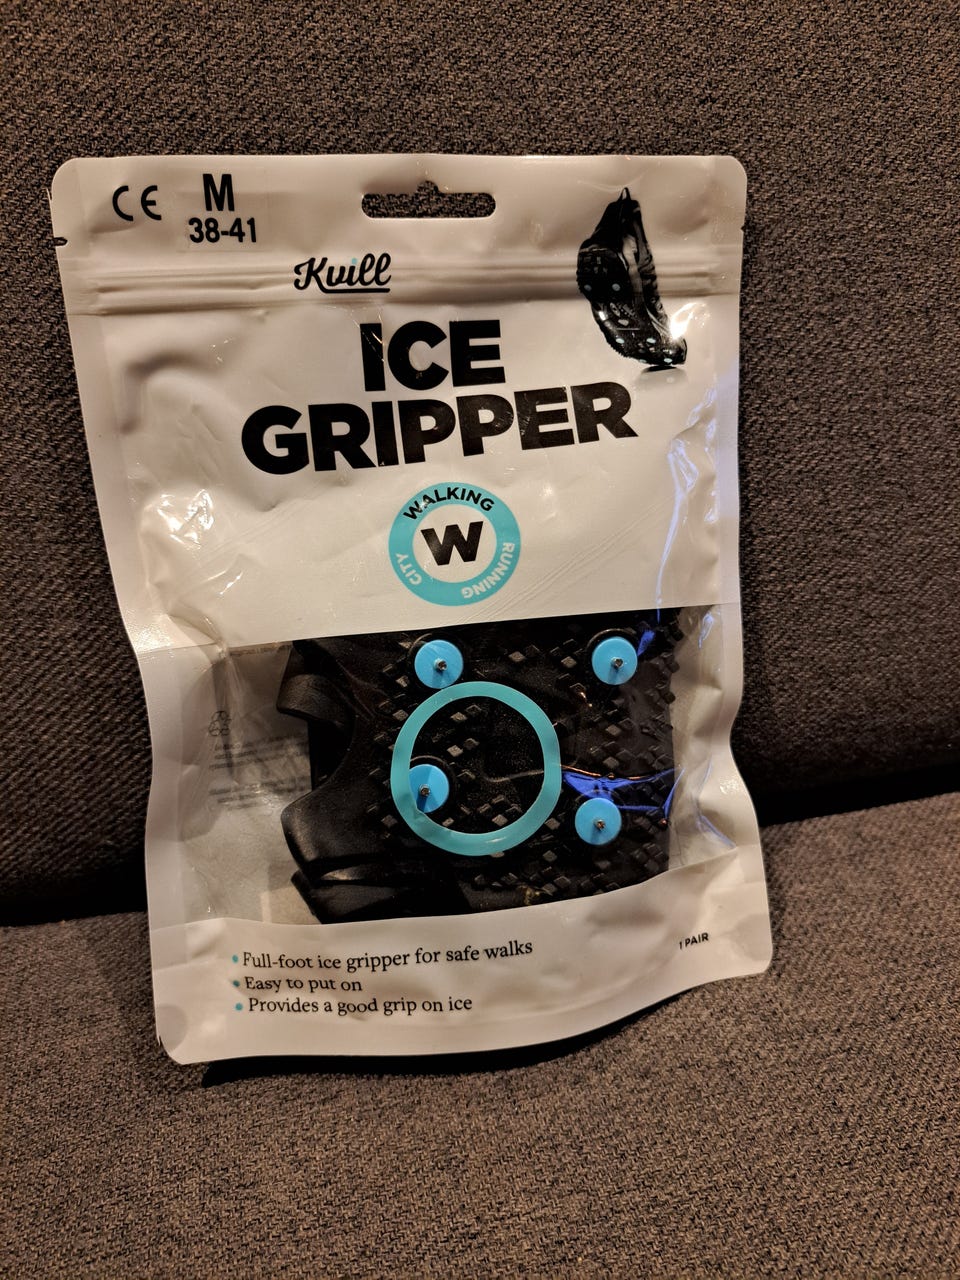 CE M
38-41
Kvill
ICE
GRIPPER
WALKING
W
CITY
RUNNING
• Full-foot ice gripper for safe walks
• Easy to put on
• Provides a good grip on ice
1 PAIR